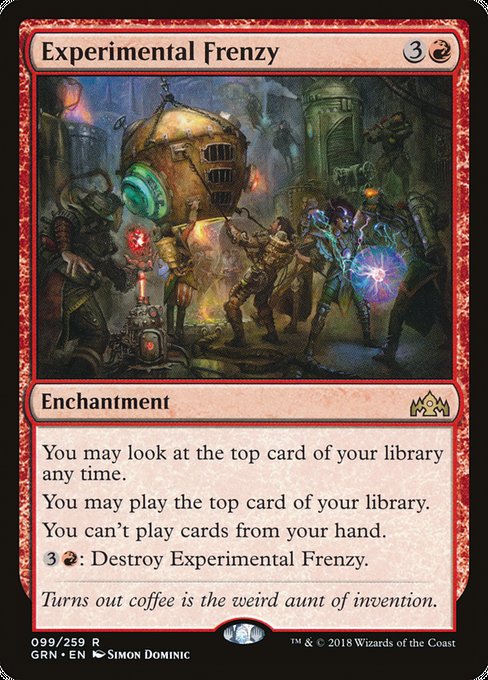 Experimental Frenzy 3
Enchantment
You may look at the top card of your library
any time.
You may play the top card of your library.
You can't play cards from your hand.
3: Destroy Experimental Frenzy.
Turns out coffee is the weird aunt of invention.
099/259 R
GRN • EN Simon Dominic
™ & © 2018 Wizards of the Coast